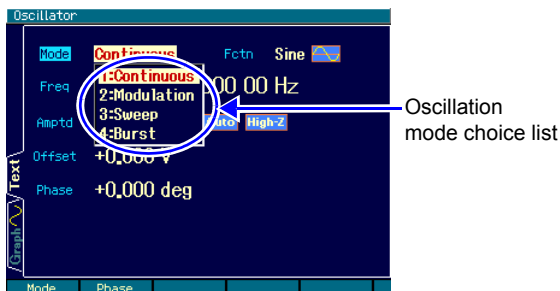 Oscillator
Mode Continuous Fctn Sine
1:Continuous
2:Modulation
3:Sweep
4:Burst
Freq 00 00 Hz
Amptd Auto High-Z
Offset +0.000 V
Phase +0.000 deg
Text
Graph
Mode Phase
Oscillation
mode choice list